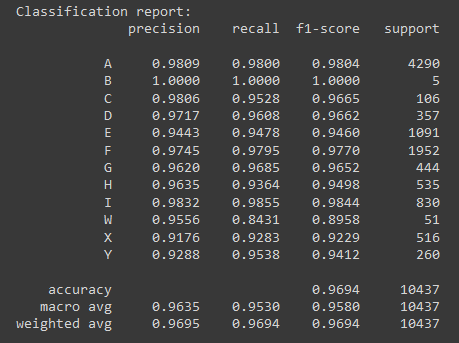 Classification report:
precision recall f1-score support
A 0.9809 0.9800 0.9804 4290
B 1.0000 1.0000 1.0000 5
C 0.9806 0.9528 0.9665 106
D 0.9717 0.9608 0.9662 357
E 0.9443 0.9478 0.9460 1091
F 0.9745 0.9795 0.9770 1952
G 0.9620 0.9685 0.9652 444
H 0.9635 0.9364 0.9498 535
I 0.9832 0.9855 0.9844 830
W 0.9556 0.8431 0.8958 51
X 0.9176 0.9283 0.9229 516
Y 0.9288 0.9538 0.9412 260
accuracy 0.9694 10437
macro avg 0.9635 0.9530 0.9580 10437
weighted avg 0.9695 0.9694 0.9694 10437